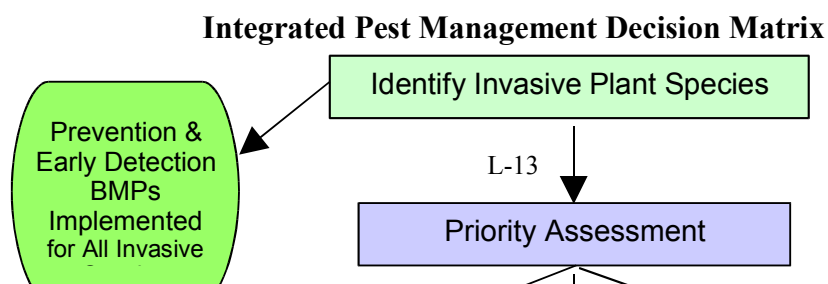 Integrated Pest Management Decision Matrix
Identify Invasive Plant Species
Prevention &
Early Detection
BMPs
Implemented
for All Invasive
L-13
Priority Assessment